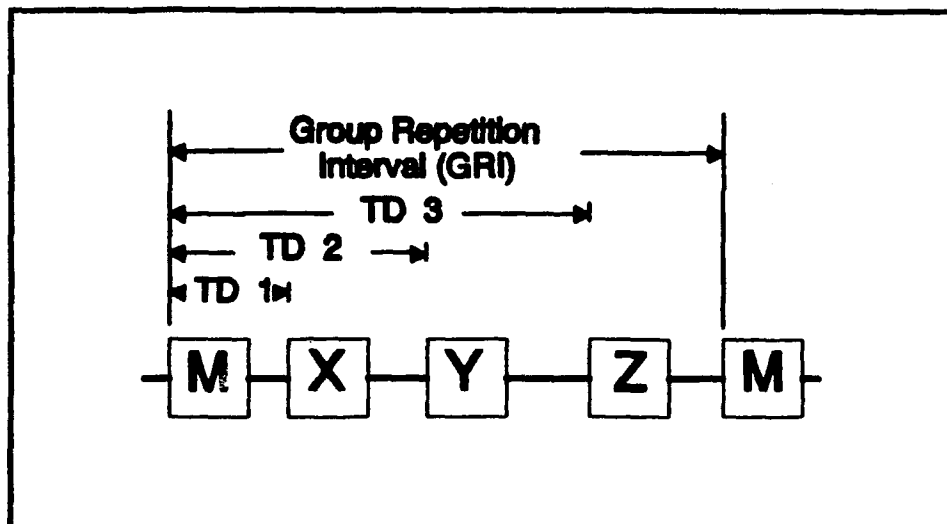 Group Repetition
Interval (GRI)
TD 3
TD 2
TD 1
M X Y Z M